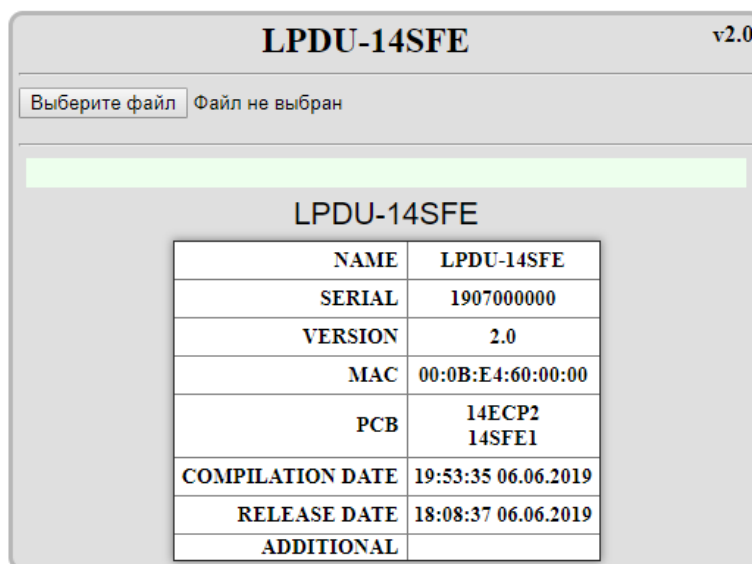 LPDU-14SFE v2.0
Выберите файл Файл не выбран
LPDU-14SFE
NAME LPDU-14SFE
SERIAL 1907000000
VERSION 2.0
MAC 00:0B:E4:60:00:00
PCB 14ECP2
14SFE1
COMPILATION DATE 19:53:35 06.06.2019
RELEASE DATE 18:08:37 06.06.2019
ADDITIONAL